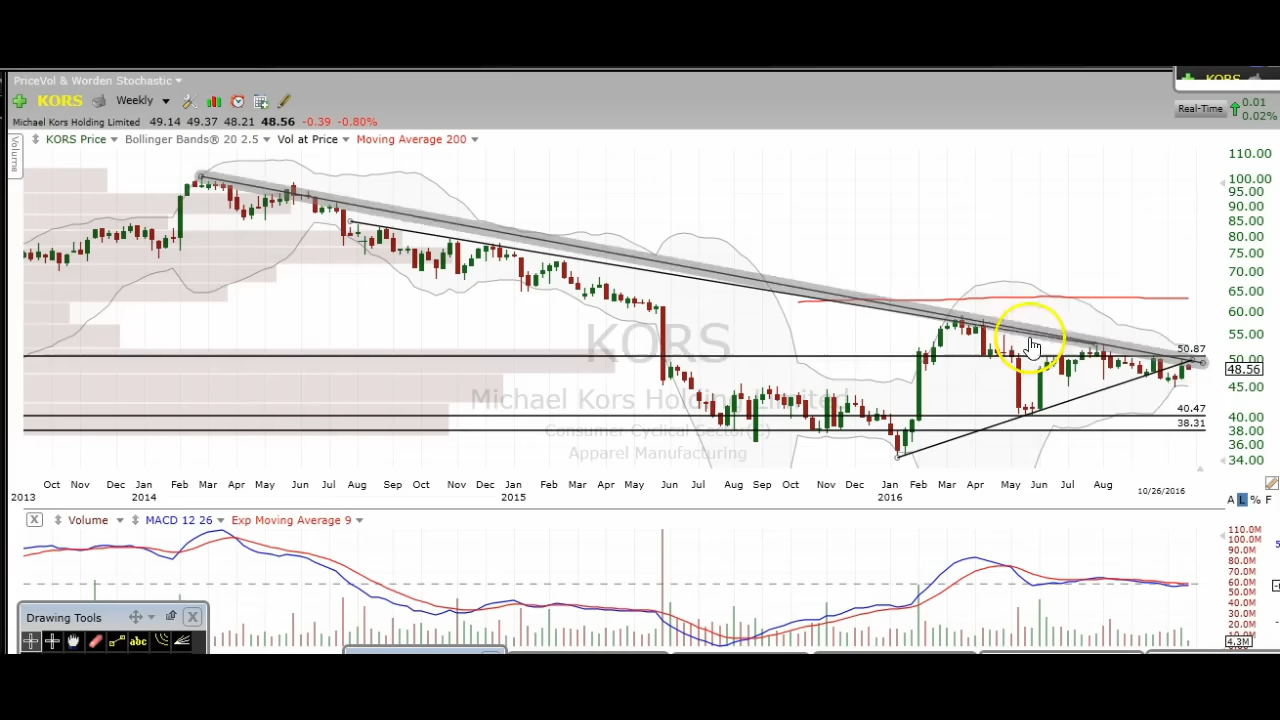 PriceVol & Worden Stochastic
KORS
KORS Weekly
Real-Time 0.01
0.02%
Michael Kors Holding Limited 49.14 49.37 48.21 48.56 -0.39 -0.80%
Volume
KORS Price Bollinger Bands® 20 2.5 Vol at Price Moving Average 200
110.00
100.00
95.00
90.00
85.00
80.00
75.00
70.00
65.00
60.00
55.00
50.87
50.00
48.56
45.00
40.47
40.00
38.31
38.00
36.00
34.00
KORS
Michael Kors Holding Limited
Consumer Cyclical Sector(S)
Apparel Manufacturing
Oct Nov Dec Jan Feb Mar Apr May Jun Jul Aug Sep Oct Nov Dec Jan Feb Mar Apr May Jun Jul Aug Sep Oct Nov Dec Jan Feb Mar Apr May Jun Jul Aug 10/26/2016
2013 2014 2015 2016
A L % F
X Volume MACD 12 26 Exp Moving Average 9
110.0M
100.0M
90.0M
80.0M
70.0M
60.0M
50.0M
40.0M
30.0M
20.0M
4.3M
Drawing Tools X
abc